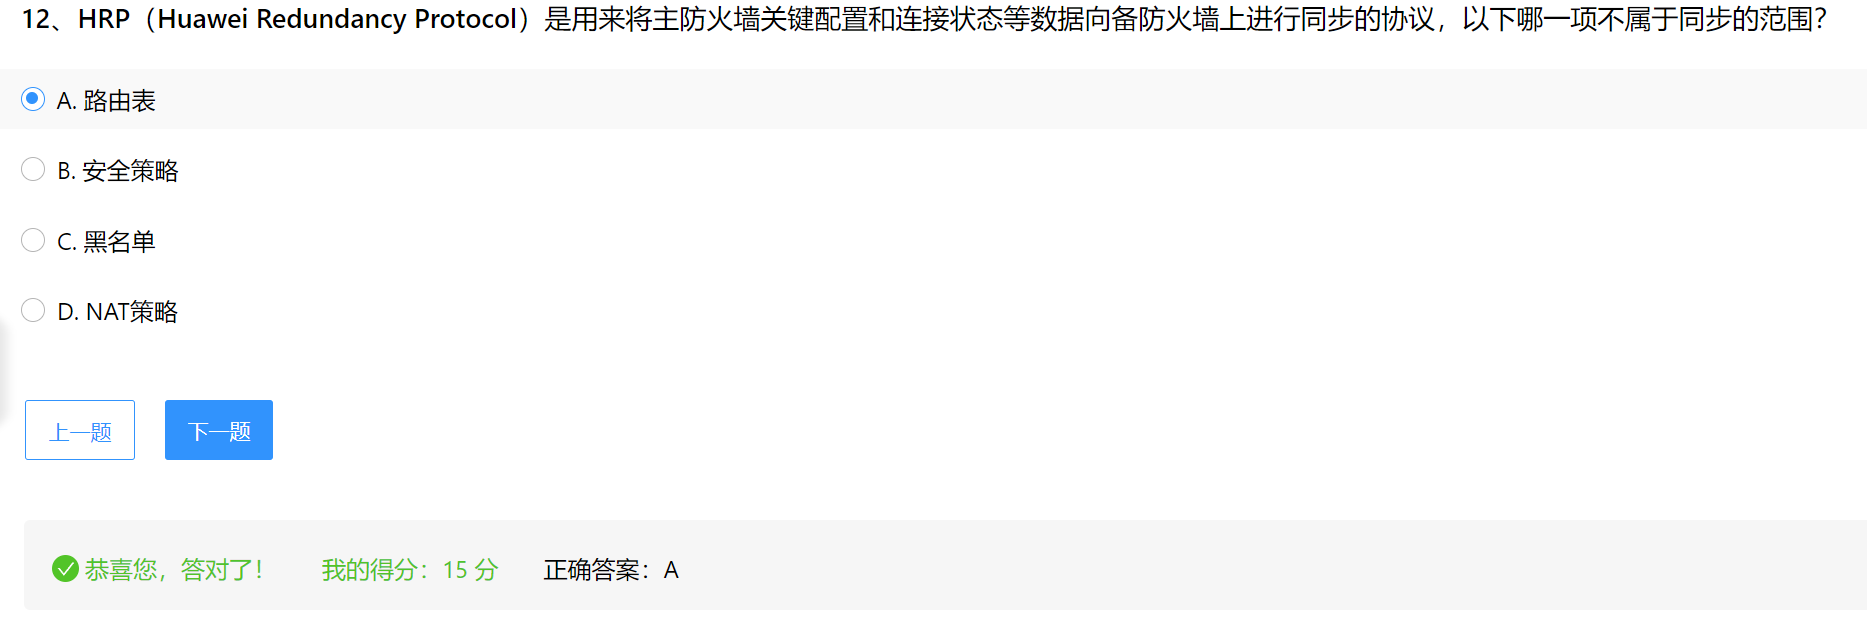 12、HRP（Huawei Redundancy Protocol）是用来将主防火墙关键配置和连接状态等数据向备防火墙上进行同步的协议，以下哪一项不属于同步的范围？
A. 路由表
B. 安全策略
C. 黑名单
D. NAT策略
上一题 下一题
恭喜您，答对了！ 我的得分：15 分 正确答案：A